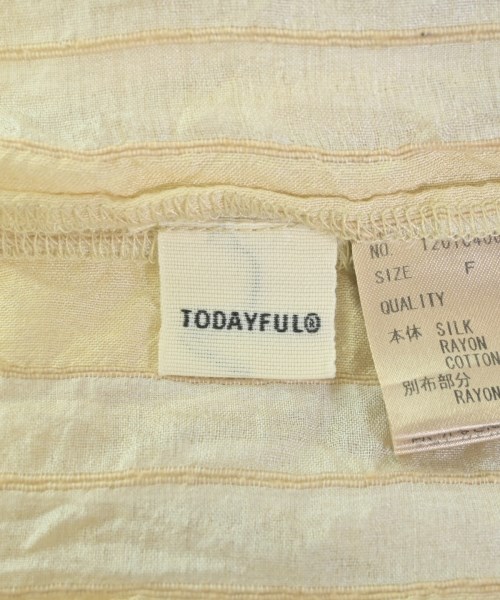 TODAYFUL®
NO.
SIZE F
QUALITY
本体 SILK
RAYON
COTTON
別布部分
RAYON